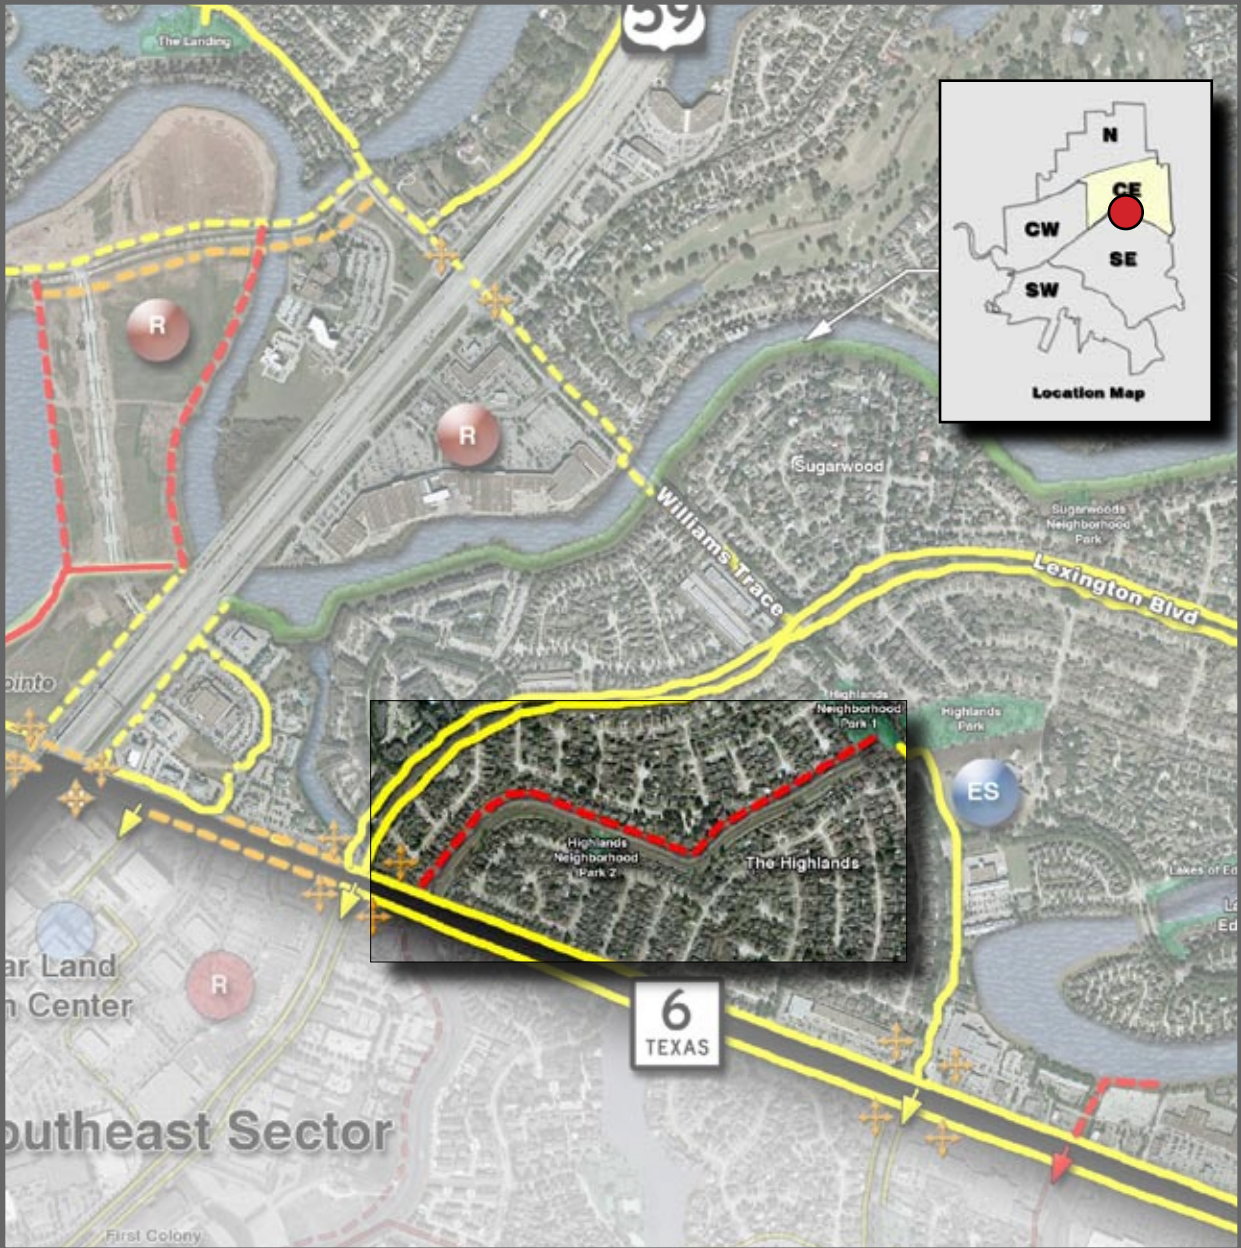 59
The Landing
N
CE
CW
SE
SW
Location Map
R
R
Sugarwood
Sugarwoods
Neighborhood
Park
Williams Trace
Lexington Blvd
ointe
Highlands
Neighborhood
Park 1
Highlands
Park
ES
Highlands
Neighborhood
Park 2
The Highlands
Lakes of Ed
L
Ed
ar Land
n Center
R
6
TEXAS
outheast Sector
First Colony